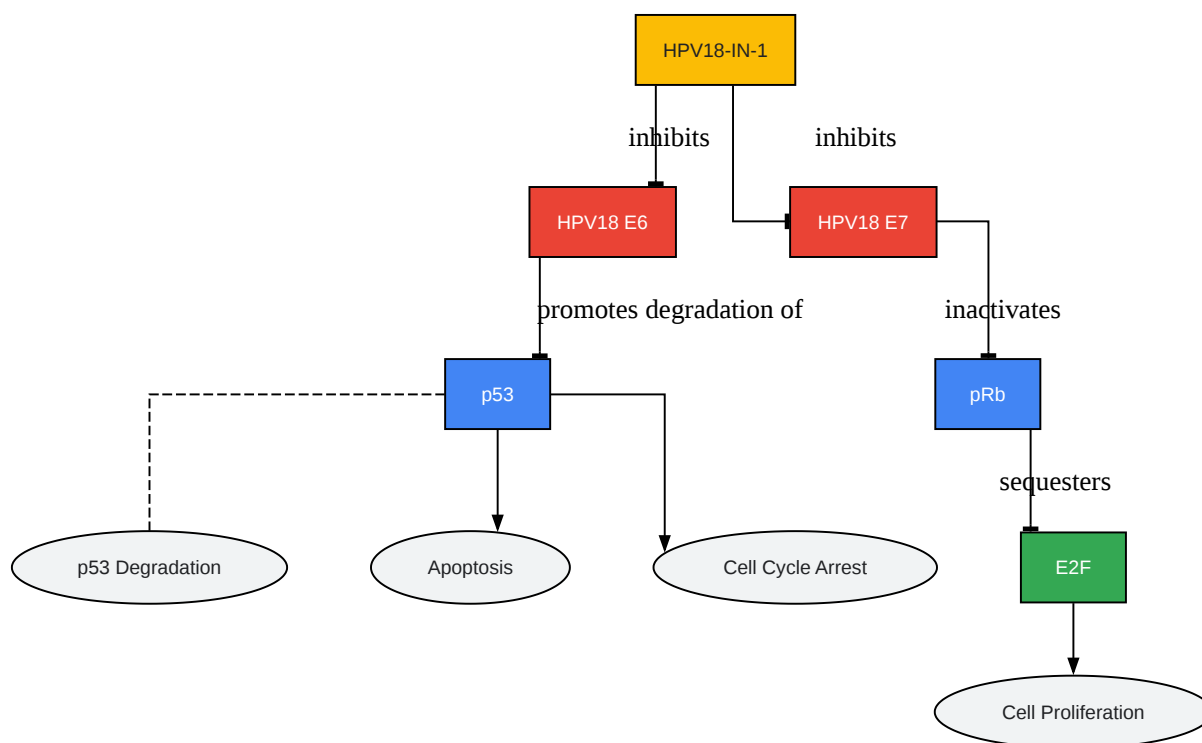 HPV18-IN-1
inhibits
inhibits
HPV18 E6
HPV18 E7
promotes degradation of
inactivates
p53
pRb
sequesters
p53 Degradation
Apoptosis
Cell Cycle Arrest
E2F
Cell Proliferation